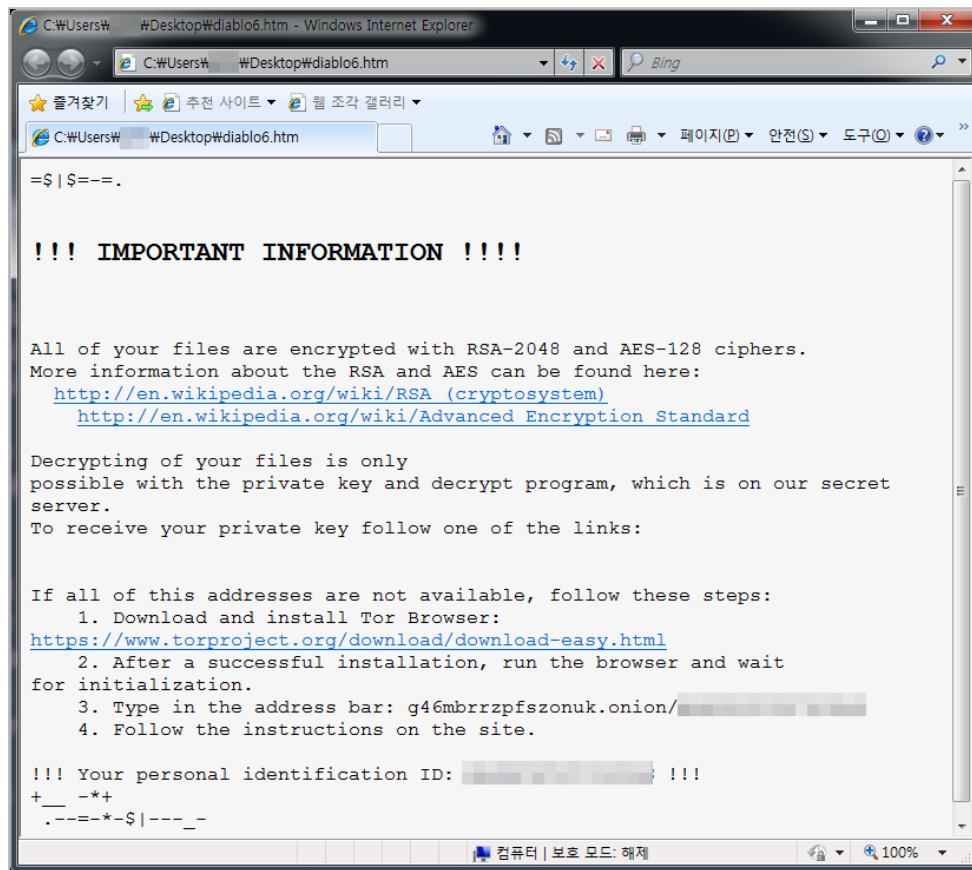 C:₩Users₩ ₩Desktop₩diablo6.htm - Windows Internet Explorer
C:₩Users₩ ₩Desktop₩diablo6.htm
Bing
즐겨찾기 추천 사이트 웹 조각 갤러리
C:₩Users₩ ₩Desktop₩diablo6.htm 페이지(P) 안전(S) 도구(O) »
=$|$=-=.
!!! IMPORTANT INFORMATION !!!!
All of your files are encrypted with RSA-2048 and AES-128 ciphers.
More information about the RSA and AES can be found here:
http://en.wikipedia.org/wiki/RSA (cryptosystem)
http://en.wikipedia.org/wiki/Advanced Encryption Standard
Decrypting of your files is only
possible with the private key and decrypt program, which is on our secret
server.
To receive your private key follow one of the links:
If all of this addresses are not available, follow these steps:
1. Download and install Tor Browser:
https://www.torproject.org/download/download-easy.html
2. After a successful installation, run the browser and wait
for initialization.
3. Type in the address bar: g46mbrrzpfszonuk.onion/
4. Follow the instructions on the site.
!!! Your personal identification ID: !!!
+__ -*+
.--=-*-$|---_-
컴퓨터 | 보호 모드: 해제 100%